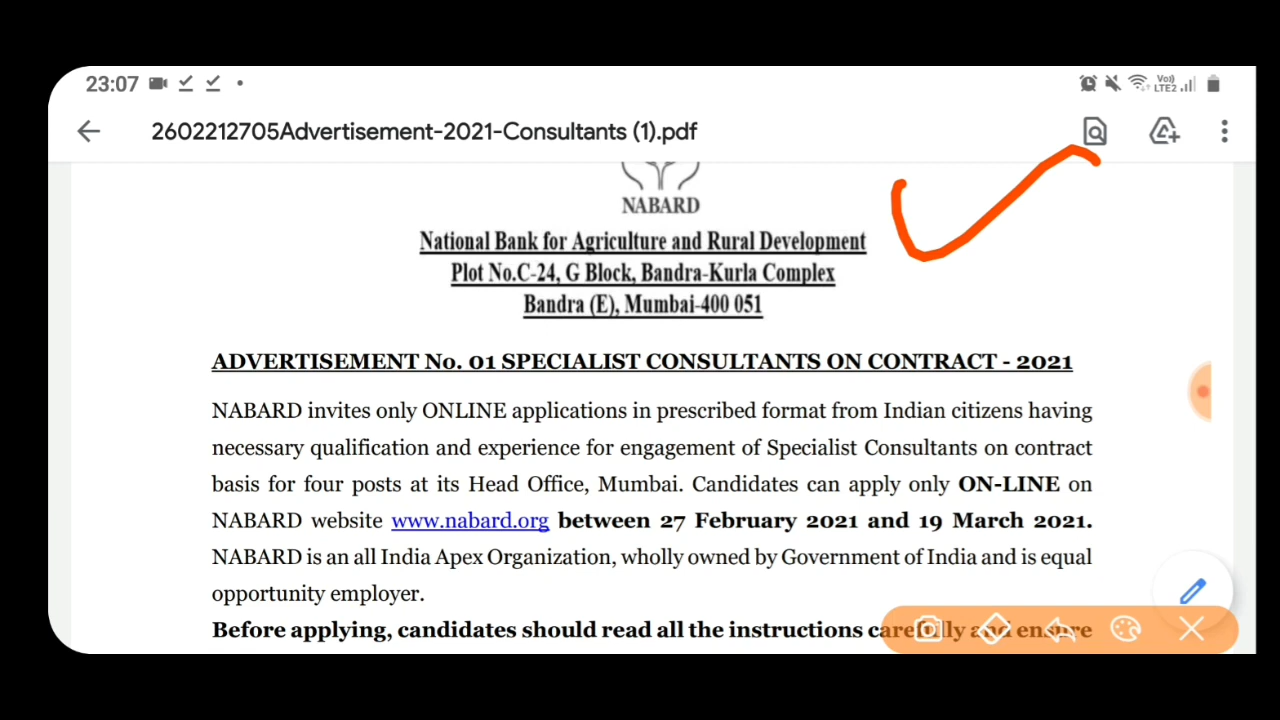 23:07
Vo)) LTE2
2602212705Advertisement-2021-Consultants (1).pdf
NABARD
National Bank for Agriculture and Rural Development
Plot No.C-24, G Block, Bandra-Kurla Complex
Bandra (E), Mumbai-400 051
ADVERTISEMENT No. 01 SPECIALIST CONSULTANTS ON CONTRACT - 2021
NABARD invites only ONLINE applications in prescribed format from Indian citizens having
necessary qualification and experience for engagement of Specialist Consultants on contract
basis for four posts at its Head Office, Mumbai. Candidates can apply only ON-LINE on
NABARD website www.nabard.org between 27 February 2021 and 19 March 2021.
NABARD is an all India Apex Organization, wholly owned by Government of India and is equal
opportunity employer.
Before applying, candidates should read all the instructions carefully and ensure